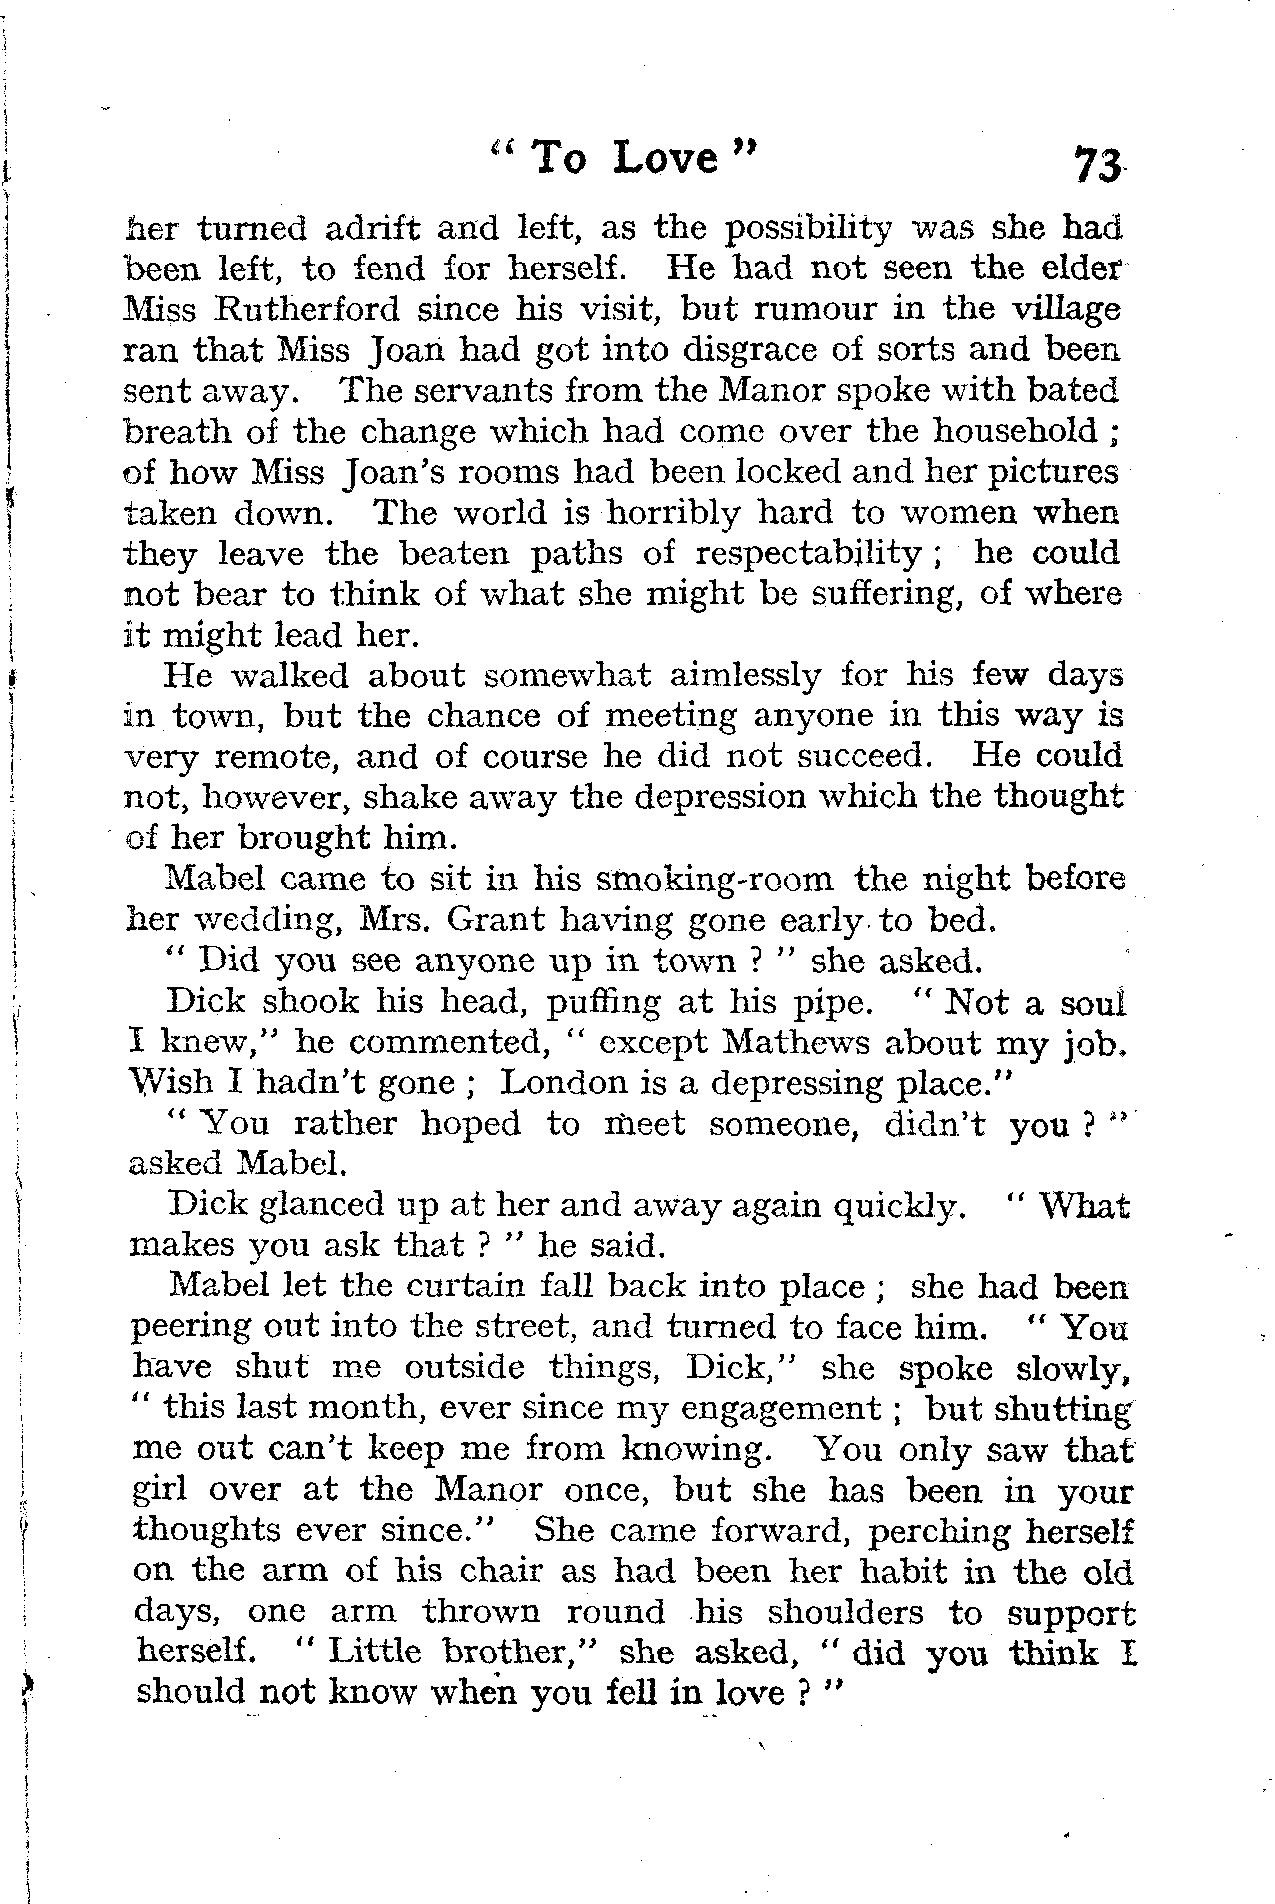 “ To Love ” 73
her turned adrift and left, as the possibility was she had
been left, to fend for herself. He had not seen the elder
Miss Rutherford since his visit, but rumour in the village
ran that Miss Joan had got into disgrace of sorts and been
sent away. The servants from the Manor spoke with bated
breath of the change which had come over the household ;
of how Miss Joan’s rooms had been locked and her pictures
taken down. The world is horribly hard to women when
they leave the beaten paths of respectability ; he could
not bear to think of what she might be suffering, of where
it might lead her.
He walked about somewhat aimlessly for his few days
in town, but the chance of meeting anyone in this way is
very remote, and of course he did not succeed. He could
not, however, shake away the depression which the thought
of her brought him.
Mabel came to sit in his smoking-room the night before
her wedding, Mrs. Grant having gone early to bed.
“ Did you see anyone up in town ? ” she asked.
Dick shook his head, puffing at his pipe. “ Not a soul
I knew,” he commented, “ except Mathews about my job.
Wish I hadn’t gone ; London is a depressing place.”
“ You rather hoped to meet someone, didn’t you ? ”
asked Mabel.
Dick glanced up at her and away again quickly. “ What
makes you ask that ? ” he said.
Mabel let the curtain fall back into place ; she had been
peering out into the street, and turned to face him. “ You
have shut me outside things, Dick,” she spoke slowly,
“ this last month, ever since my engagement ; but shutting
me out can’t keep me from knowing. You only saw that
girl over at the Manor once, but she has been in your
thoughts ever since.” She came forward, perching herself
on the arm of his chair as had been her habit in the old
days, one arm thrown round his shoulders to support
herself. “ Little brother,” she asked, “ did you think I
should not know when you fell in love ? ”